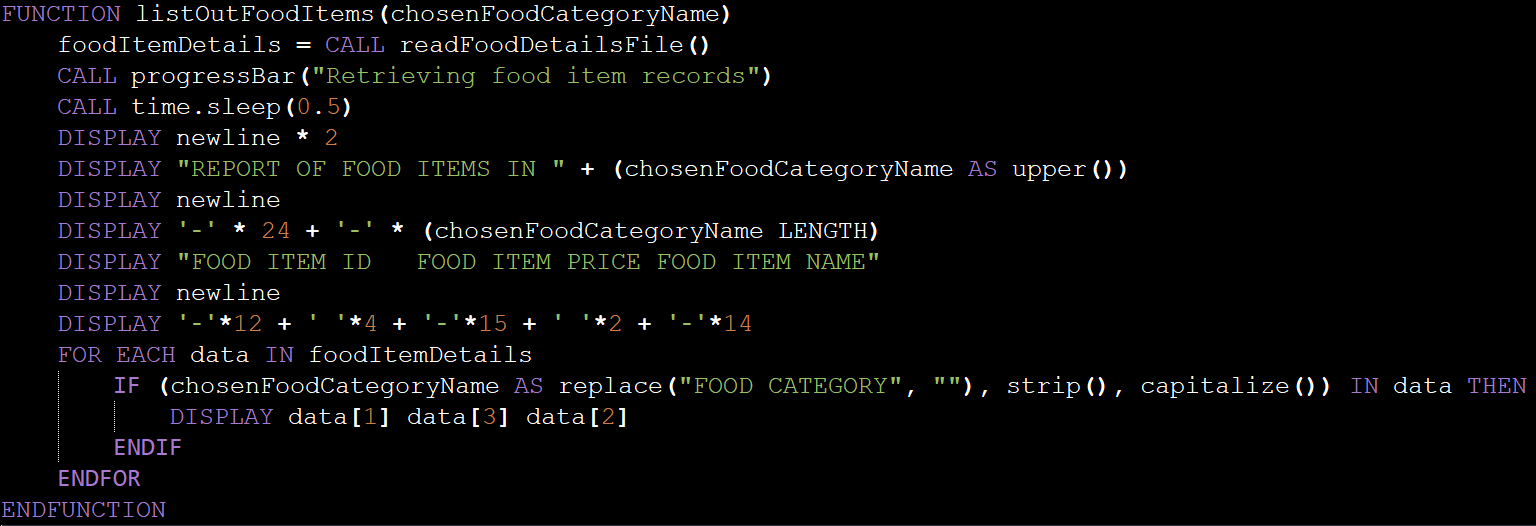 FUNCTION listOutFoodItems(chosenFoodCategoryName)
    foodItemDetails = CALL readFoodDetailsFile()
    CALL progressBar("Retrieving food item records")
    CALL time.sleep(0.5)
    DISPLAY newline * 2
    DISPLAY "REPORT OF FOOD ITEMS IN " + (chosenFoodCategoryName AS upper())
    DISPLAY newline
    DISPLAY '-' * 24 + '-' * (chosenFoodCategoryName LENGTH)
    DISPLAY "FOOD ITEM ID   FOOD ITEM PRICE FOOD ITEM NAME"
    DISPLAY newline
    DISPLAY '-'*12 + ' '*4 + '-'*15 + ' '*2 + '-'*14
    FOR EACH data IN foodItemDetails
        IF (chosenFoodCategoryName AS replace("FOOD CATEGORY", ""), strip(), capitalize()) IN data THEN
            DISPLAY data[1] data[3] data[2]
        ENDIF
    ENDFOR
ENDFUNCTION